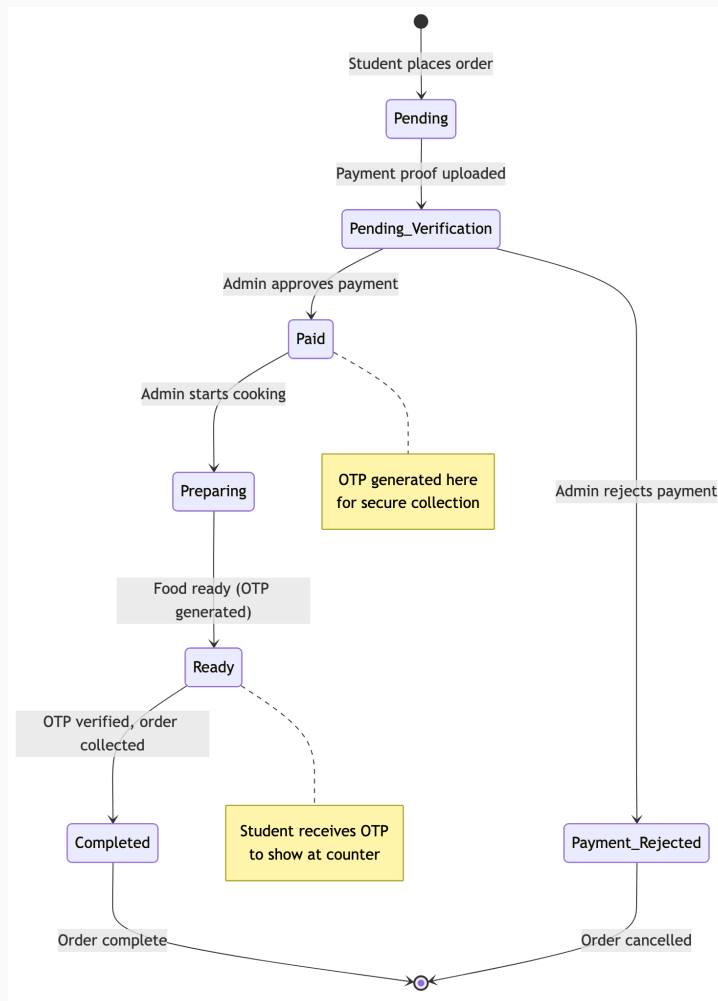 Student places order
Pending
Payment proof uploaded
Pending_Verification
Admin approves payment
Paid
Admin starts cooking
OTP generated here
for secure collection
Preparing
Admin rejects payment
Food ready (OTP
generated)
Ready
OTP verified, order
collected
Student receives OTP
to show at counter
Completed
Payment_Rejected
Order complete
Order cancelled